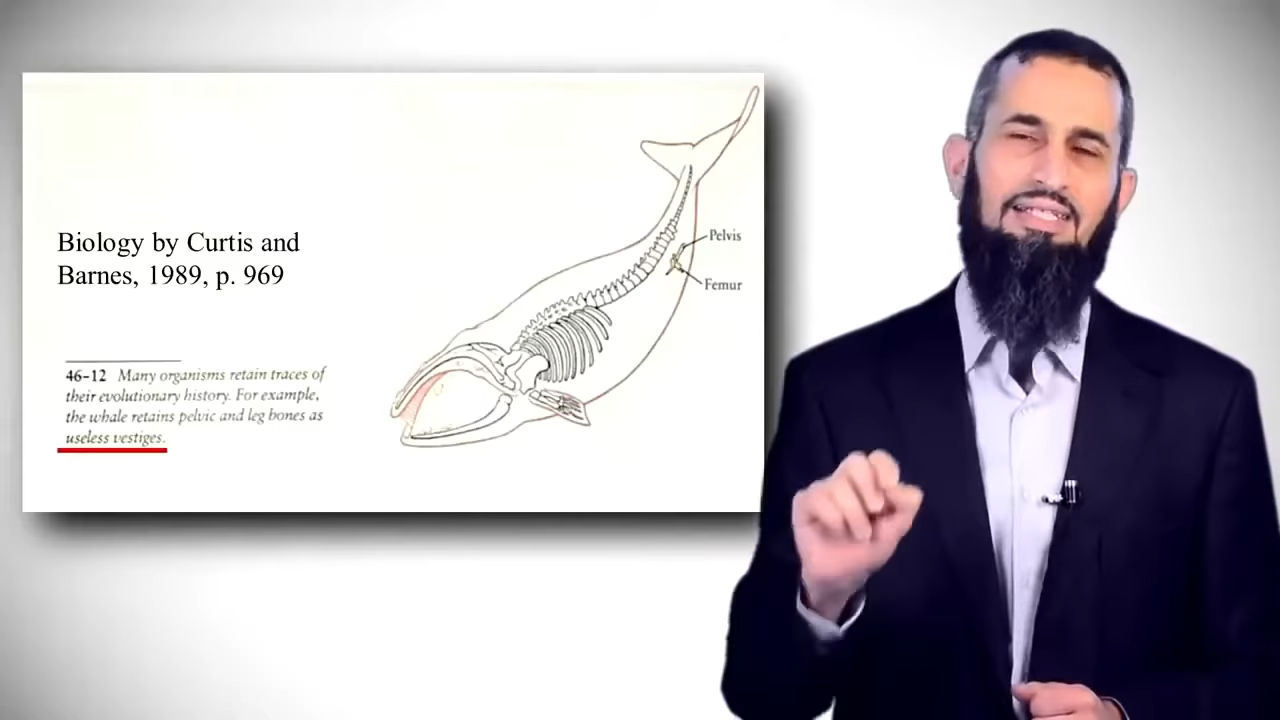 Biology by Curtis and
Barnes, 1989, p. 969
46-12 Many organisms retain traces of
their evolutionary history. For example,
the whale retains pelvic and leg bones as
useless vestiges.
Pelvis
Femur